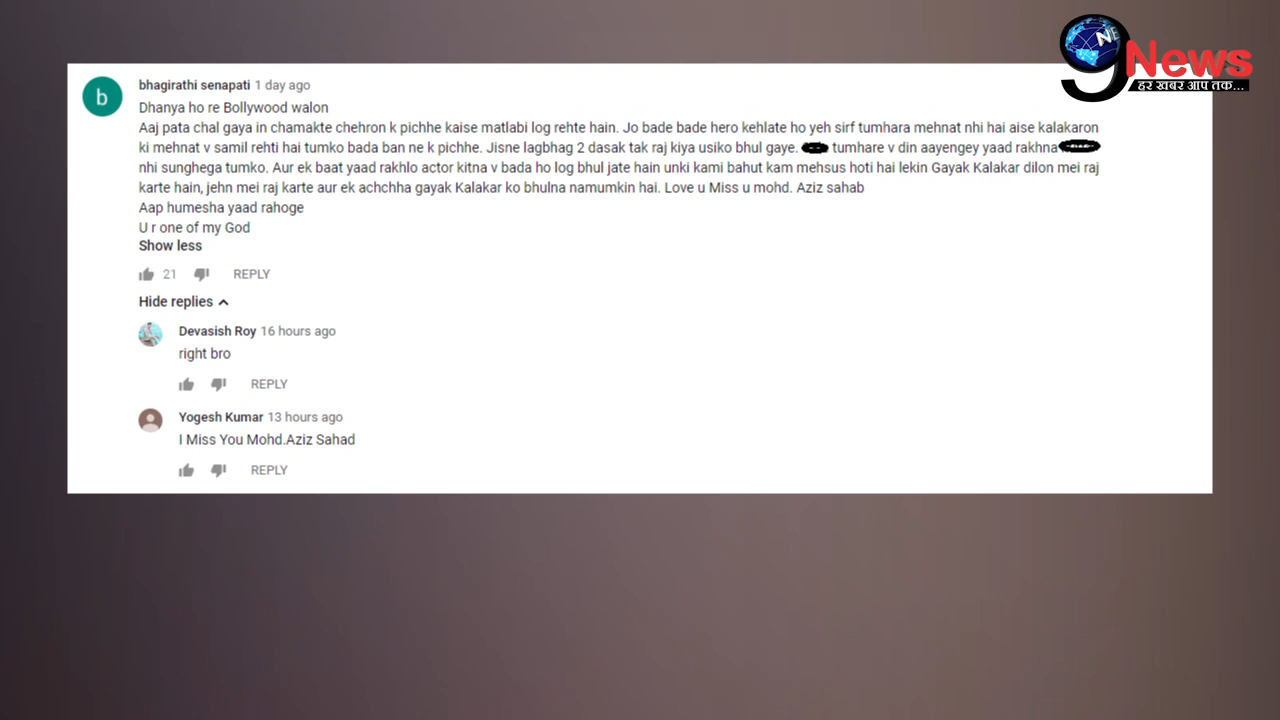 9 News
हर खबर आप तक...
bhagirathi senapati 1 day ago
Dhanya ho re Bollywood walon
Aaj pata chal gaya in chamakte chehron k pichhe kaise matlabi log rehte hain. Jo bade bade hero kehlate ho yeh sirf tumhara mehnat nhi hai aise kalakaron
ki mehnat v samil rehti hai tumko bada ban ne k pichhe. Jisne lagbhag 2 dasak tak raj kiya usiko bhul gaye. tumhare v din aayengey yaad rakhna
nhi sunghega tumko. Aur ek baat yaad rakhlo actor kitna v bada ho log bhul jate hain unki kami bahut kam mehsus hoti hai lekin Gayak Kalakar dilon mei raj
karte hain, jehn mei raj karte aur ek achchha gayak Kalakar ko bhulna namumkin hai. Love u Miss u mohd. Aziz sahab
Aap humesha yaad rahoge
U r one of my God
Show less
21 REPLY
Hide replies
Devasish Roy 16 hours ago
right bro
REPLY
Yogesh Kumar 13 hours ago
I Miss You Mohd.Aziz Sahad
REPLY